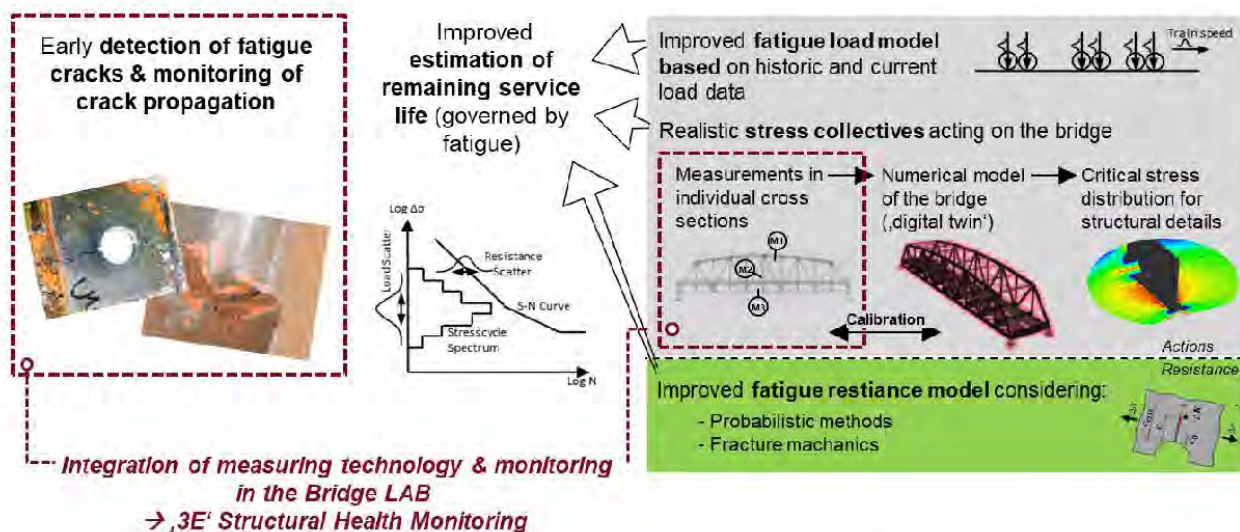 Early detection of fatigue
cracks & monitoring of
crack propagation
Improved
estimation of
remaining service
life (governed by
fatigue)
Log Δσ
Load Scatter
Resistance
Scatter
S-N Curve
Stresscycle
Spectrum
Log N
Improved fatigue load model
based on historic and current
load data
Train speed
Realistic stress collectives acting on the bridge
Measurements in
individual cross
sections
M1
M2
M3
Numerical model
of the bridge
(‚digital twin‘)
Critical stress
distribution for
structural details
Calibration
Actions
Resistance
Improved fatigue restiance model considering:
- Probabilistic methods
- Fracture machanics
Δσ
Δσ
Integration of measuring technology & monitoring
in the Bridge LAB
→ ‚3E‘ Structural Health Monitoring